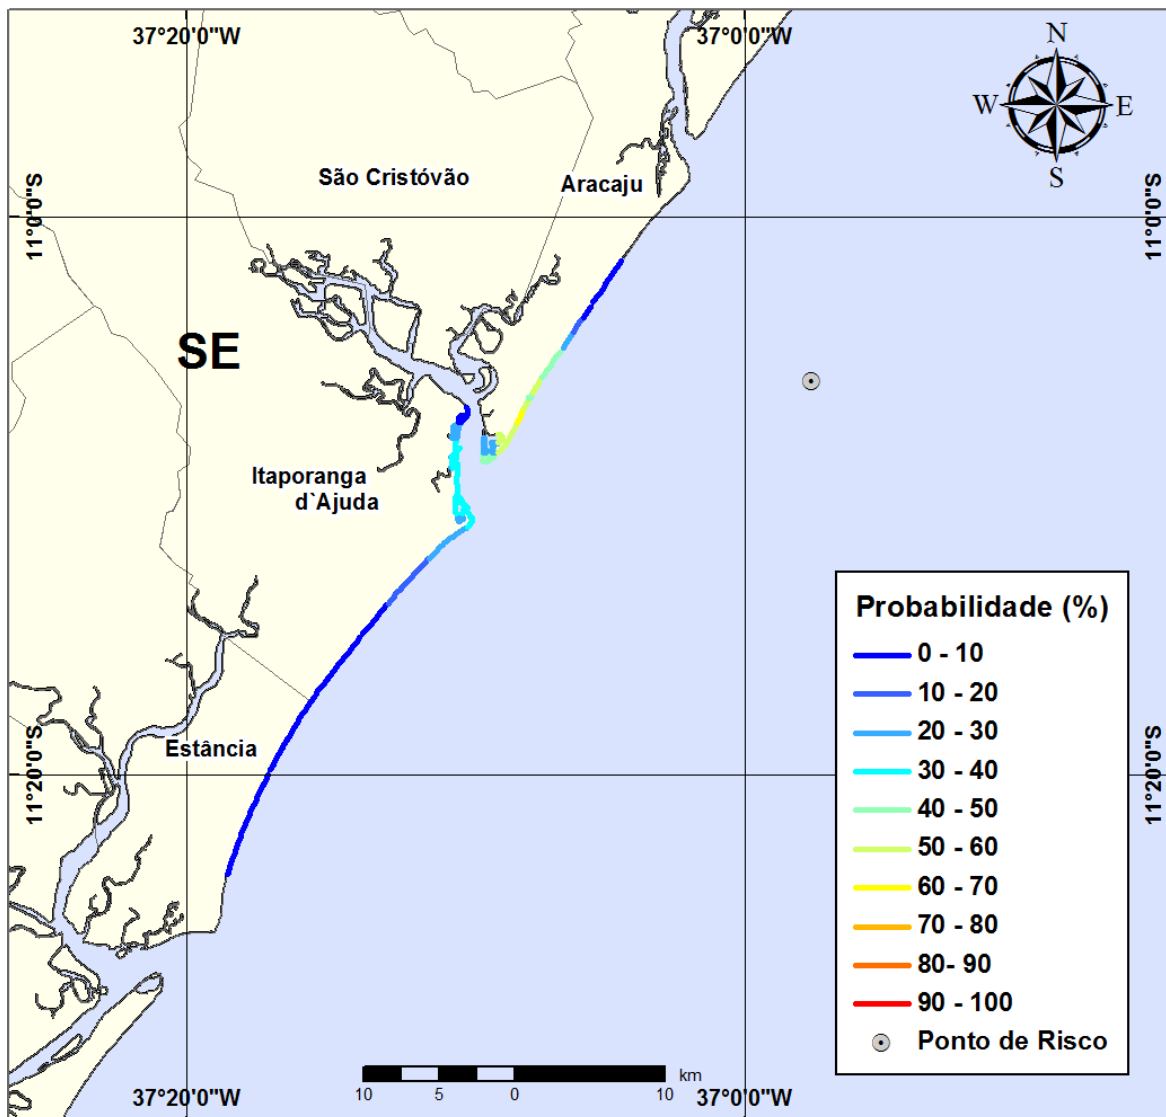 37°20'0"W
37°0'0"W
N
W
E
S
São Cristóvão
Aracaju
11°0'0"S
11°0'0"S
SE
Itaporanga
d`Ajuda
Probabilidade (%)
0 - 10
10 - 20
20 - 30
30 - 40
40 - 50
50 - 60
60 - 70
70 - 80
80- 90
90 - 100
Ponto de Risco
Estância
11°20'0"S
11°20'0"S
10
5
0
10
km
37°20'0"W
37°0'0"W